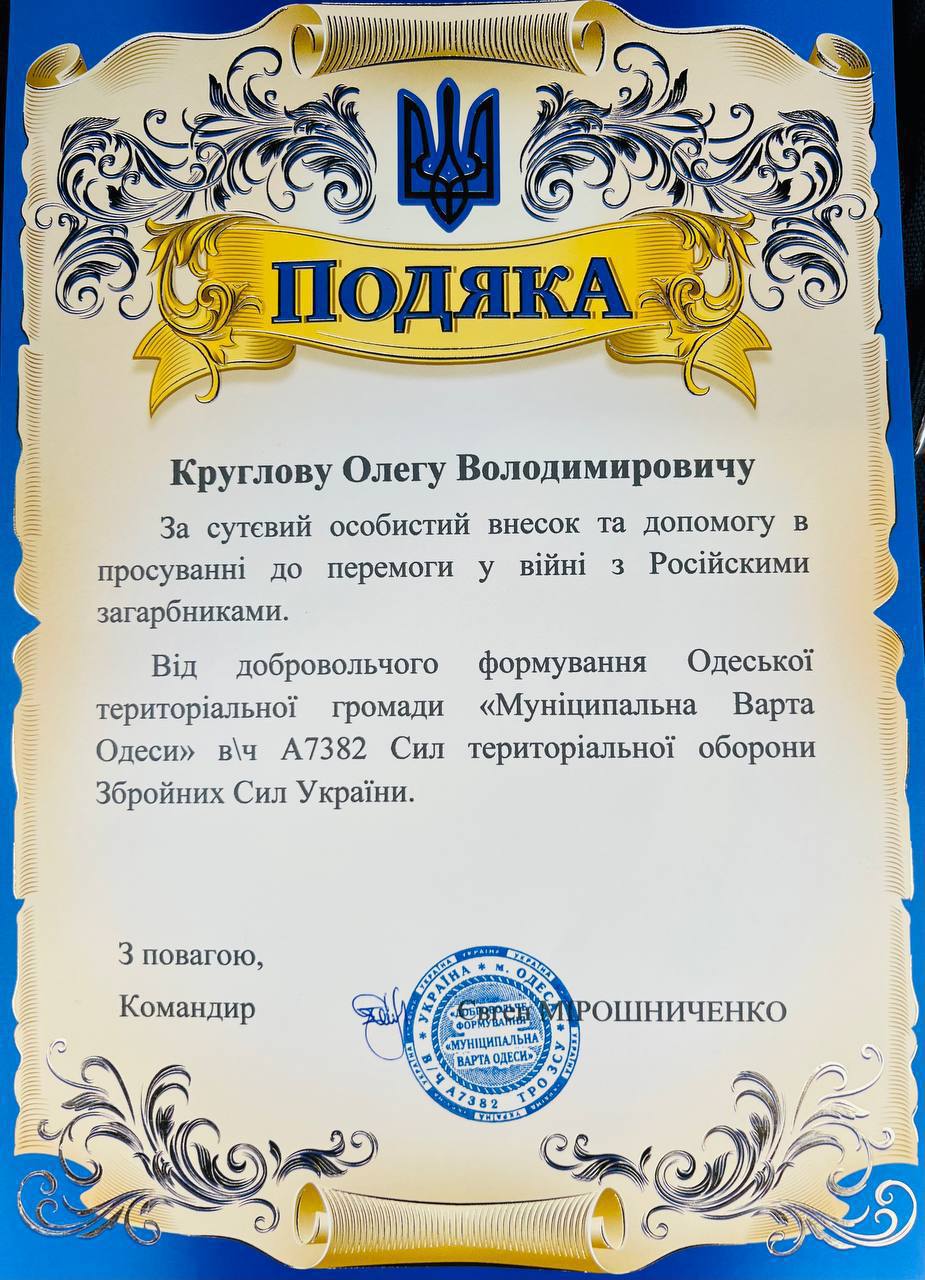 ПОДЯКА
Круглову Олегу Володимировичу
За сутєвий особистий внесок та допомогу в
просуванні до перемоги у війні з Російскими
загарбниками.
Від добровольчого формування Одеської
територіальної громади «Муніципальна Варта
Одеси» в\ч А7382 Сил територіальної оборони
Збройних Сил України.
З повагою,
Командир
Євген МІРОШНИЧЕНКО
УКРАЇНА * м. ОДЕСА
«ДОБРОВОЛЬЧЕ
ФОРМУВАННЯ
«МУНІЦИПАЛЬНА
ВАРТА ОДЕСИ»
В/Ч А7382 ТРО ЗСУ